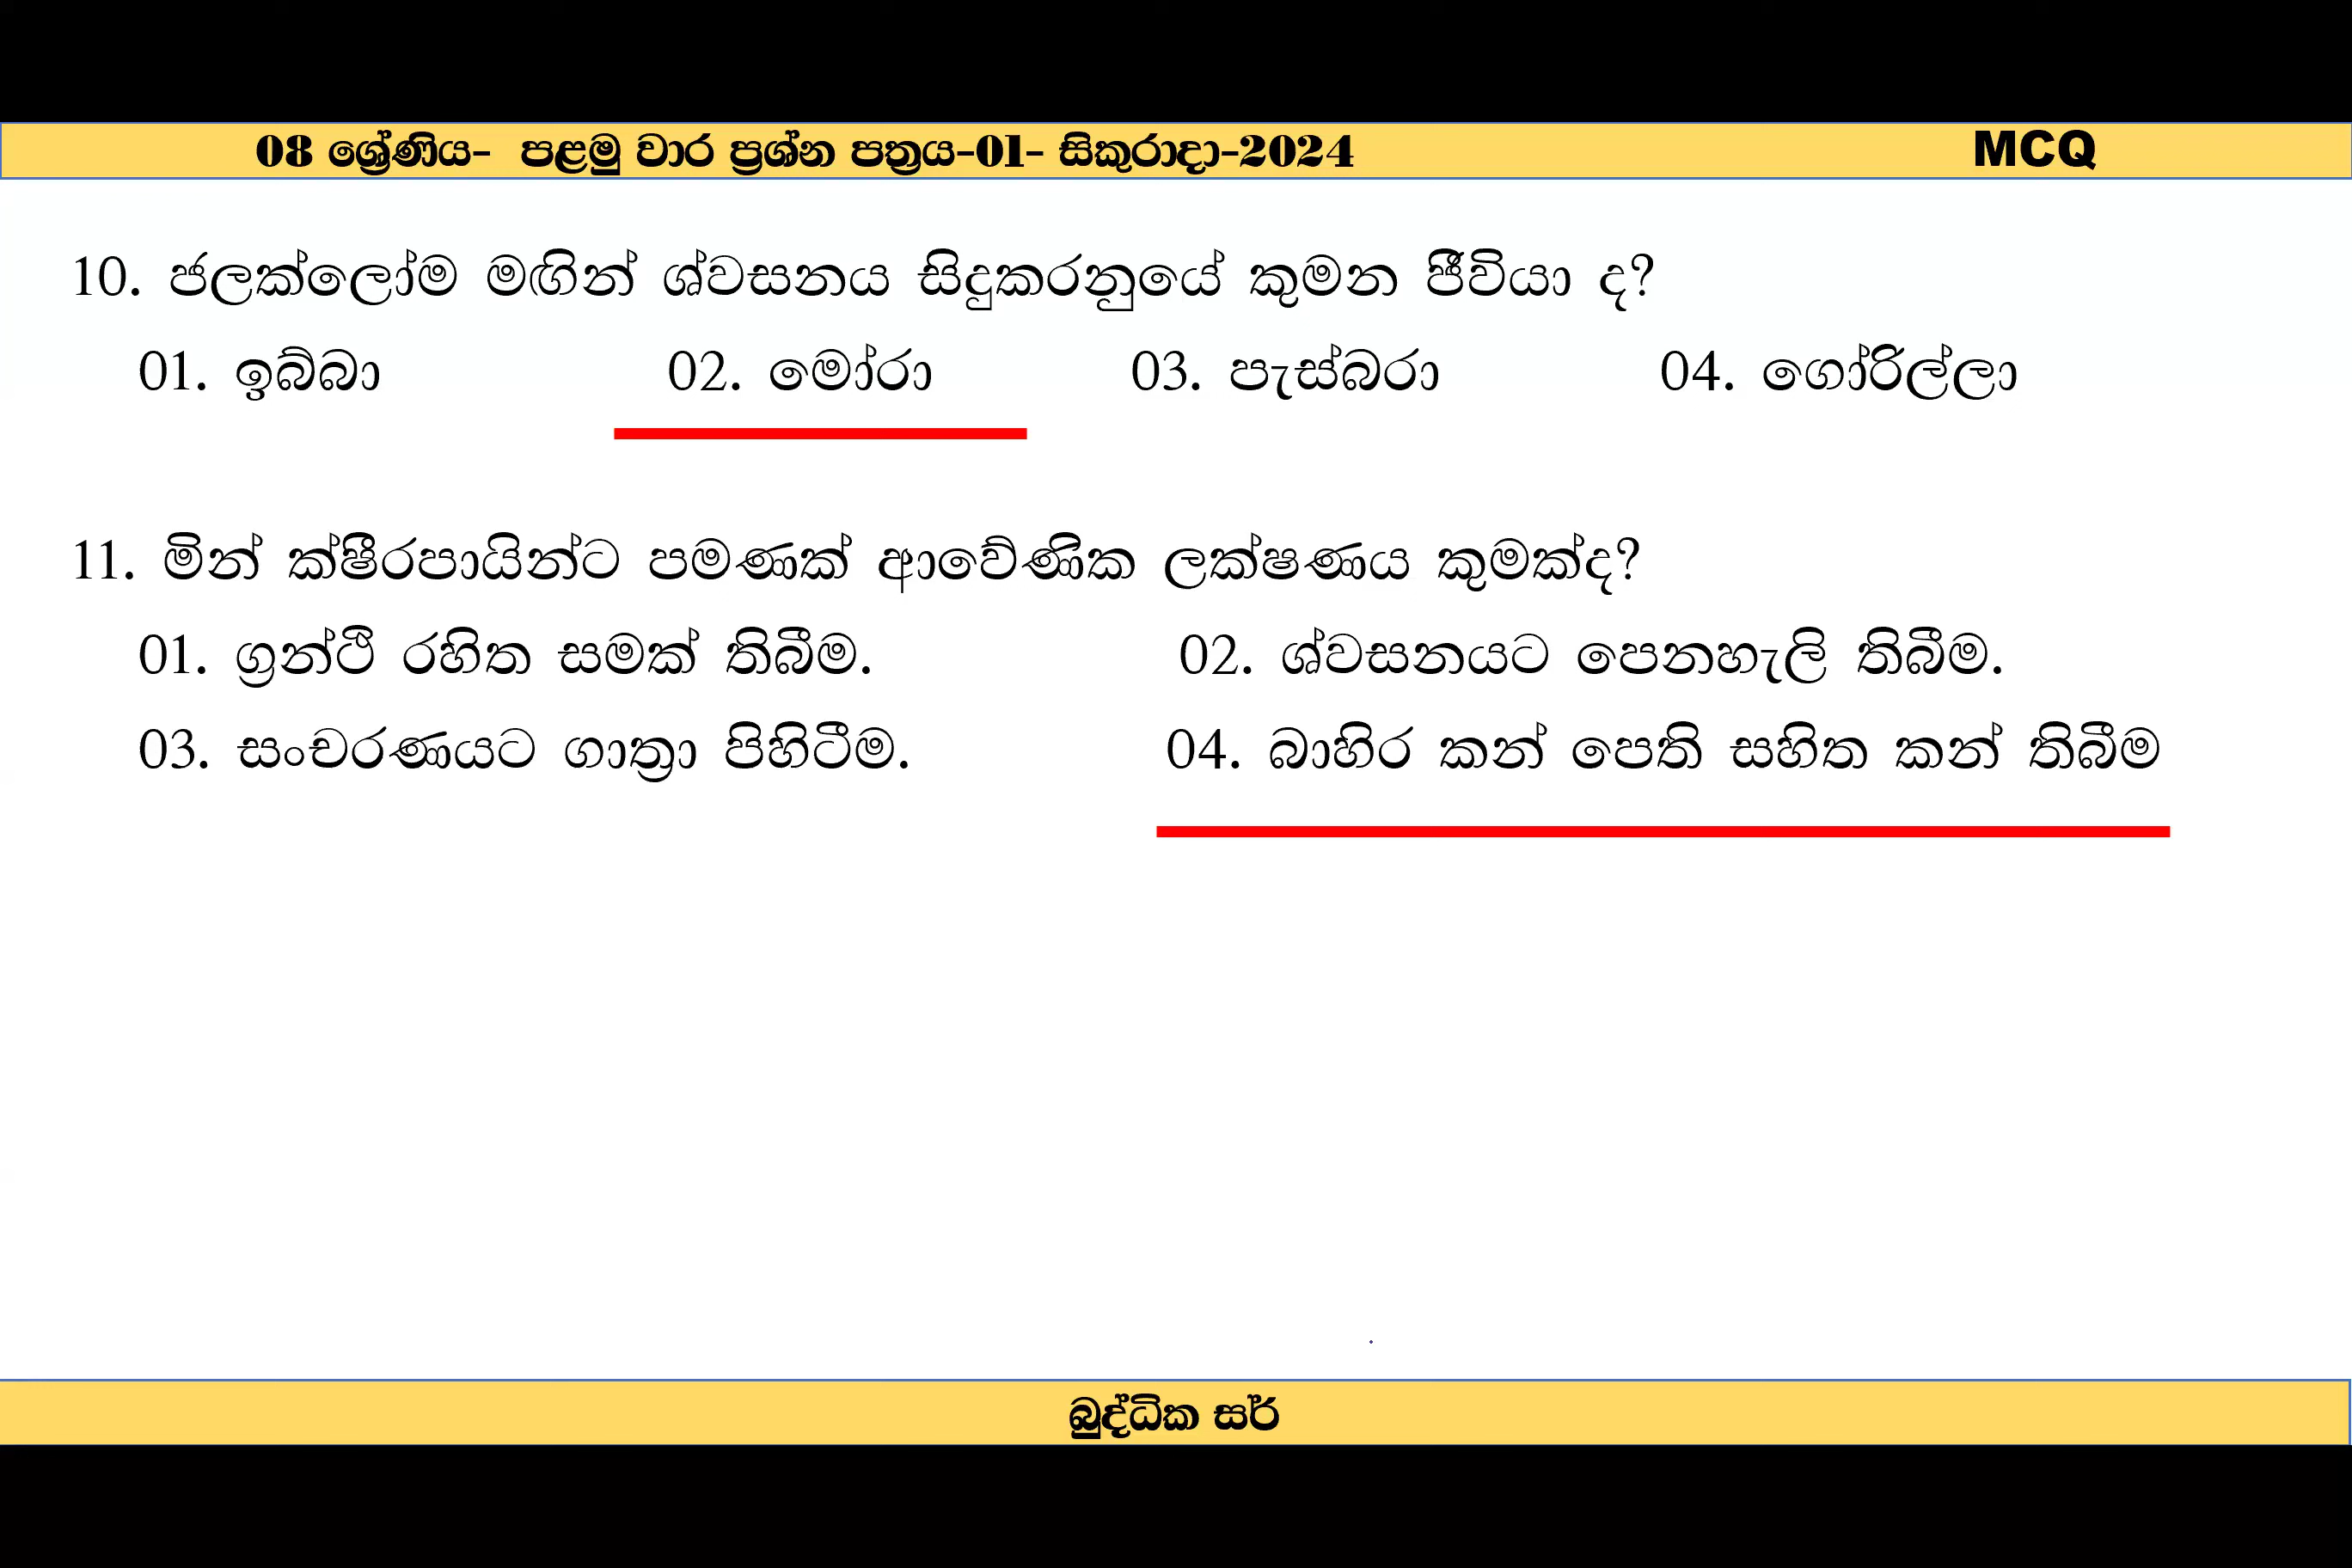 08 ශ්‍රේණිය- පළමු වාර ප්‍රශ්න පත්‍රය-01- සිකුරාදා-2024 MCQ
10. ජලක්ලෝම මඟින් ශ්වසනය සිදුකරනුයේ කුමන ජීවියා ද?
01. ඉබ්බා 02. මෝරා 03. පැස්බරා 04. ගෝරිල්ලා
11. මින් ක්ෂීරපායින්ට පමණක් ආවේණික ලක්ෂණය කුමක්ද?
01. ග්‍රන්ථි රහිත සමක් තිබීම. 02. ශ්වසනයට පෙනහැලි තිබීම.
03. සංචරණයට ගාත්‍රා පිහිටීම. 04. බාහිර කන් පෙති සහිත කන් තිබීම
බුද්ධික සර්